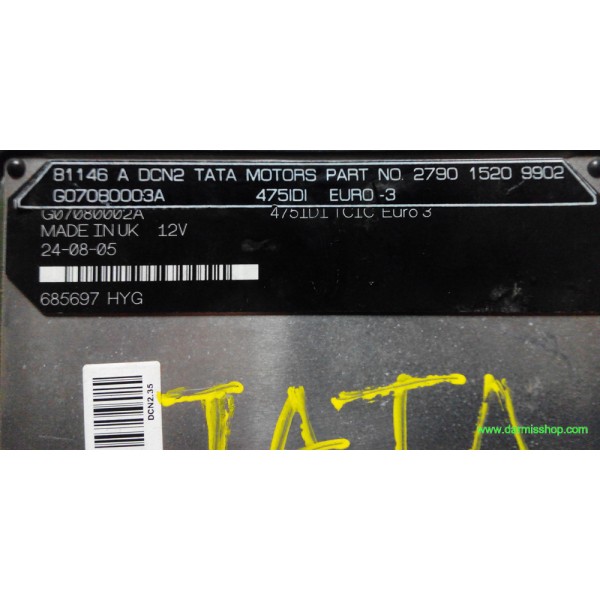 81146 A DCN2 TATA MOTORS PART NO. 2790 1520 9902
G07080003A 475IDI EURO -3
G07080002A 475IDI TCIC Euro 3
MADE IN UK 12V
24-08-05
685697 HYG
DCN2.35
TATA
www.darmisshop.com